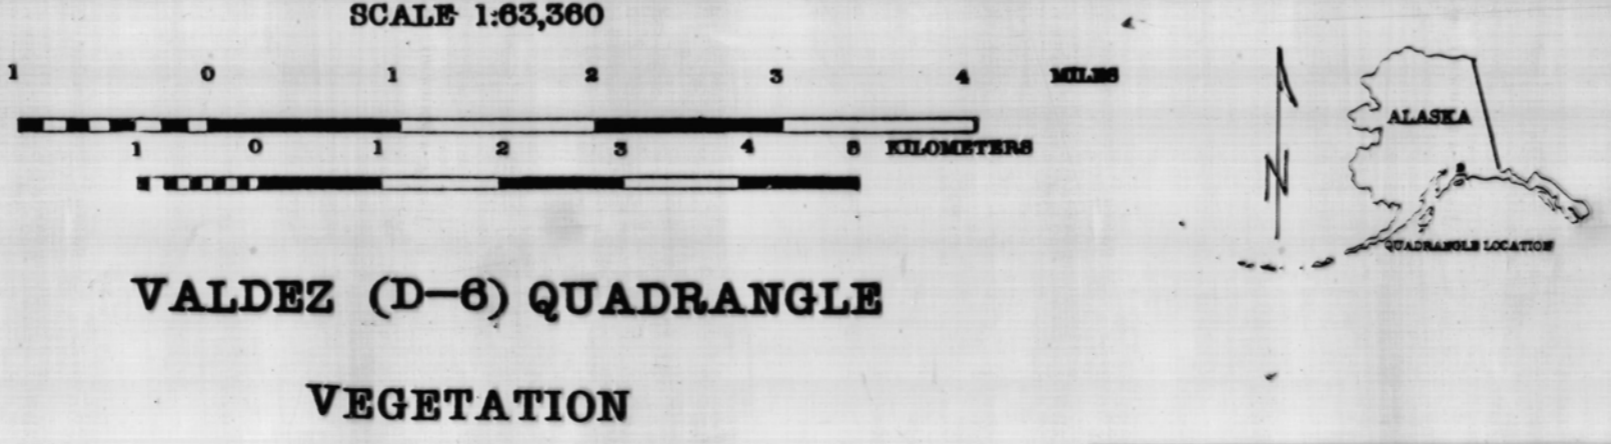 SCALE 1:63,360
1 0 1 2 3 4 MILES
1 0 1 2 3 4 5 KILOMETERS
N
ALASKA
QUADRANGLE LOCATION
VALDEZ (D-6) QUADRANGLE
VEGETATION